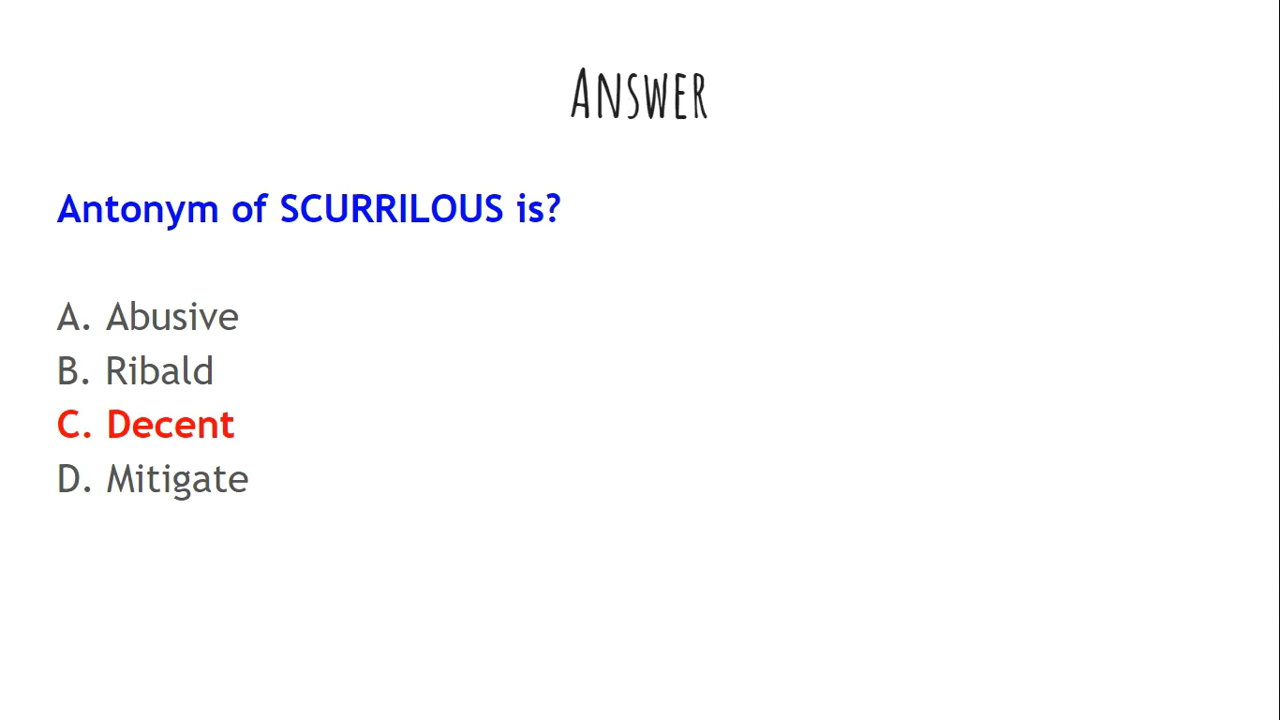 Answer
Antonym of SCURRILOUS is?
A. Abusive
B. Ribald
C. Decent
D. Mitigate